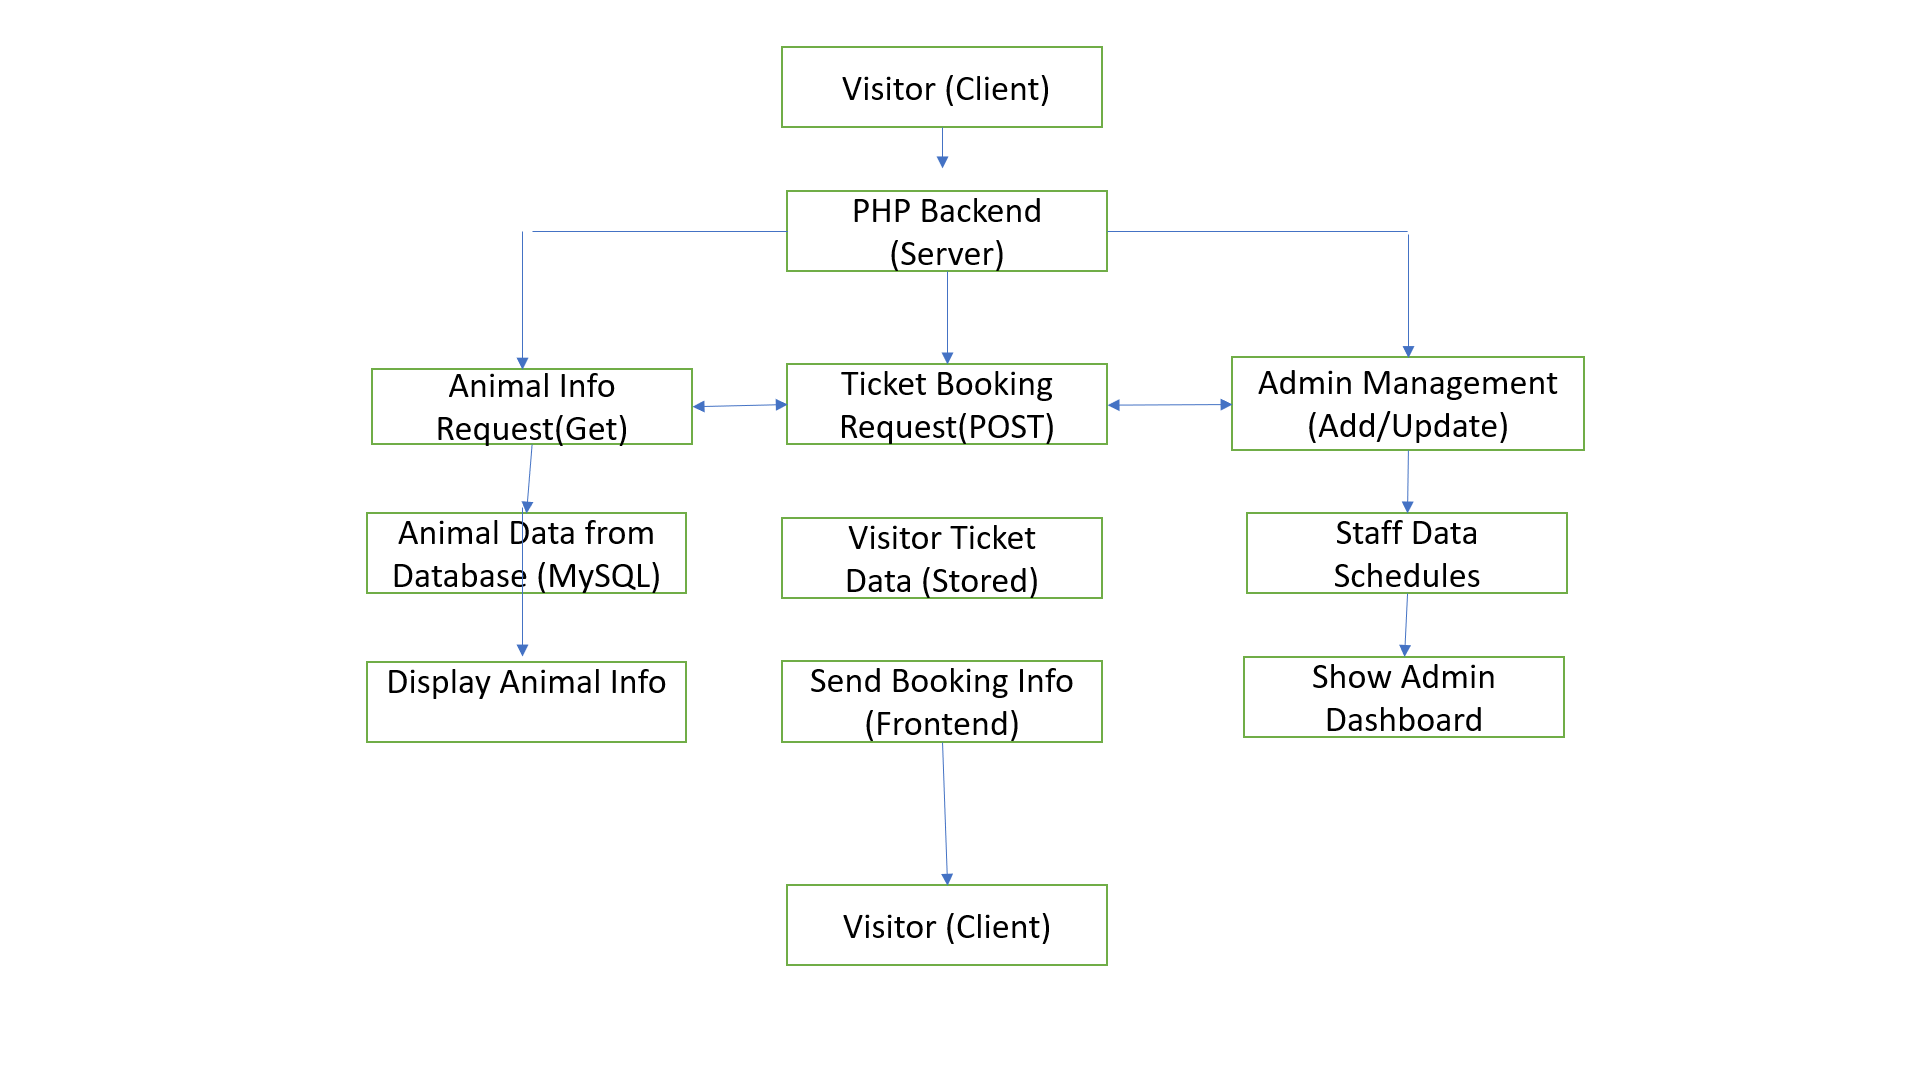 Visitor (Client)
PHP Backend
(Server)
Animal Info
Request(Get)
Ticket Booking
Request(POST)
Admin Management
(Add/Update)
Animal Data from
Database (MySQL)
Visitor Ticket
Data (Stored)
Staff Data
Schedules
Display Animal Info
Send Booking Info
(Frontend)
Show Admin
Dashboard
Visitor (Client)